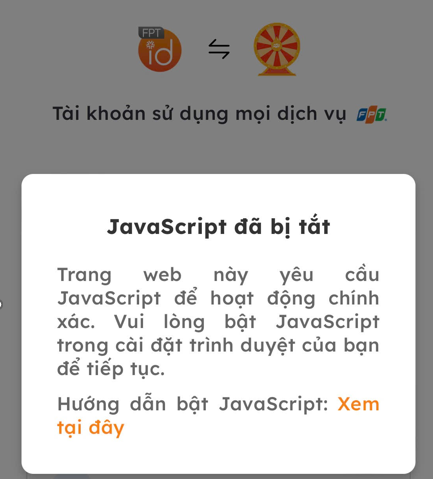 FPT
id
Tài khoản sử dụng mọi dịch vụ FPT
JavaScript đã bị tắt
Trang web này yêu cầu
JavaScript để hoạt động chính
xác. Vui lòng bật JavaScript
trong cài đặt trình duyệt của bạn
để tiếp tục.
Hướng dẫn bật JavaScript: Xem
tại đây